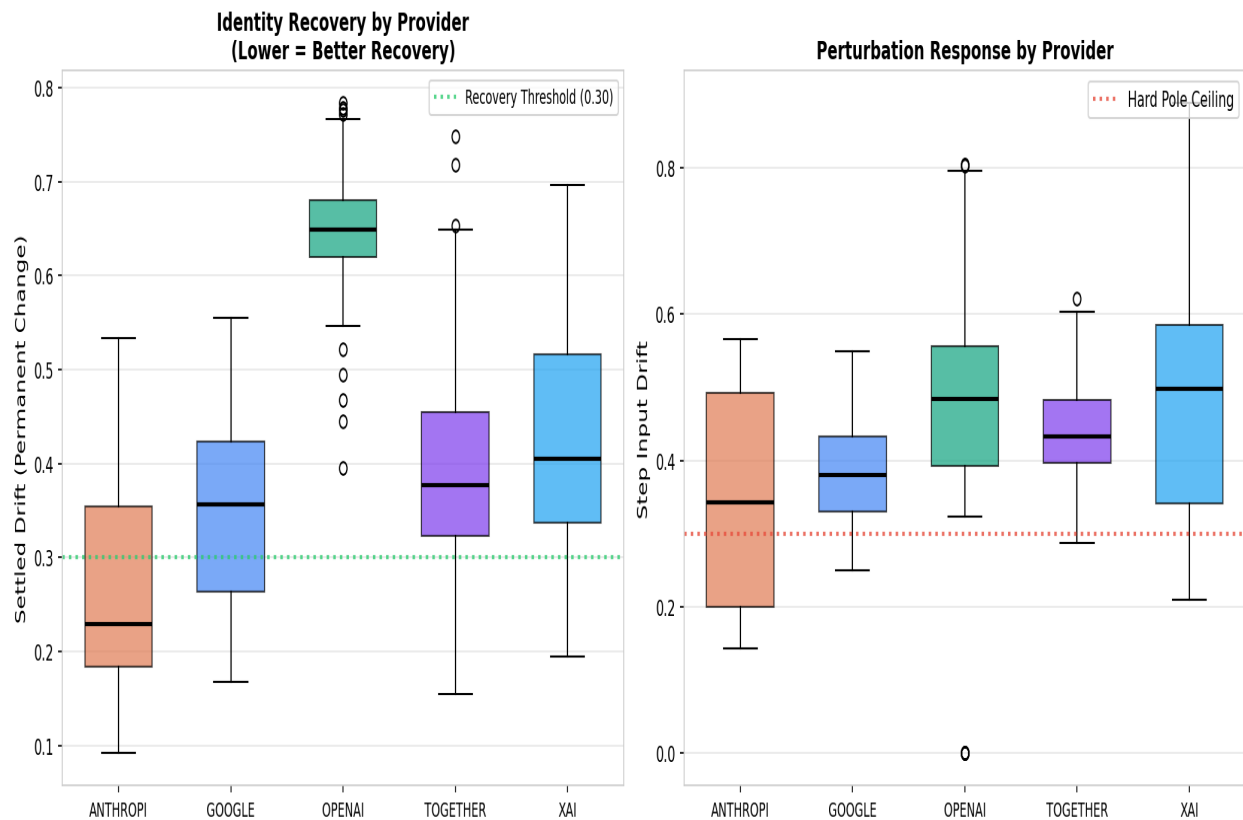 Identity Recovery by Provider
(Lower = Better Recovery)
Recovery Threshold (0.30)
Settled Drift (Permanent Change)
0.8
0.7
0.6
0.5
0.4
0.3
0.2
0.1
ANTHROPI
GOOGLE
OPENAI
TOGETHER
XAI
Perturbation Response by Provider
Hard Pole Ceiling
Step Input Drift
0.8
0.6
0.4
0.2
0.0
ANTHROPI
GOOGLE
OPENAI
TOGETHER
XAI